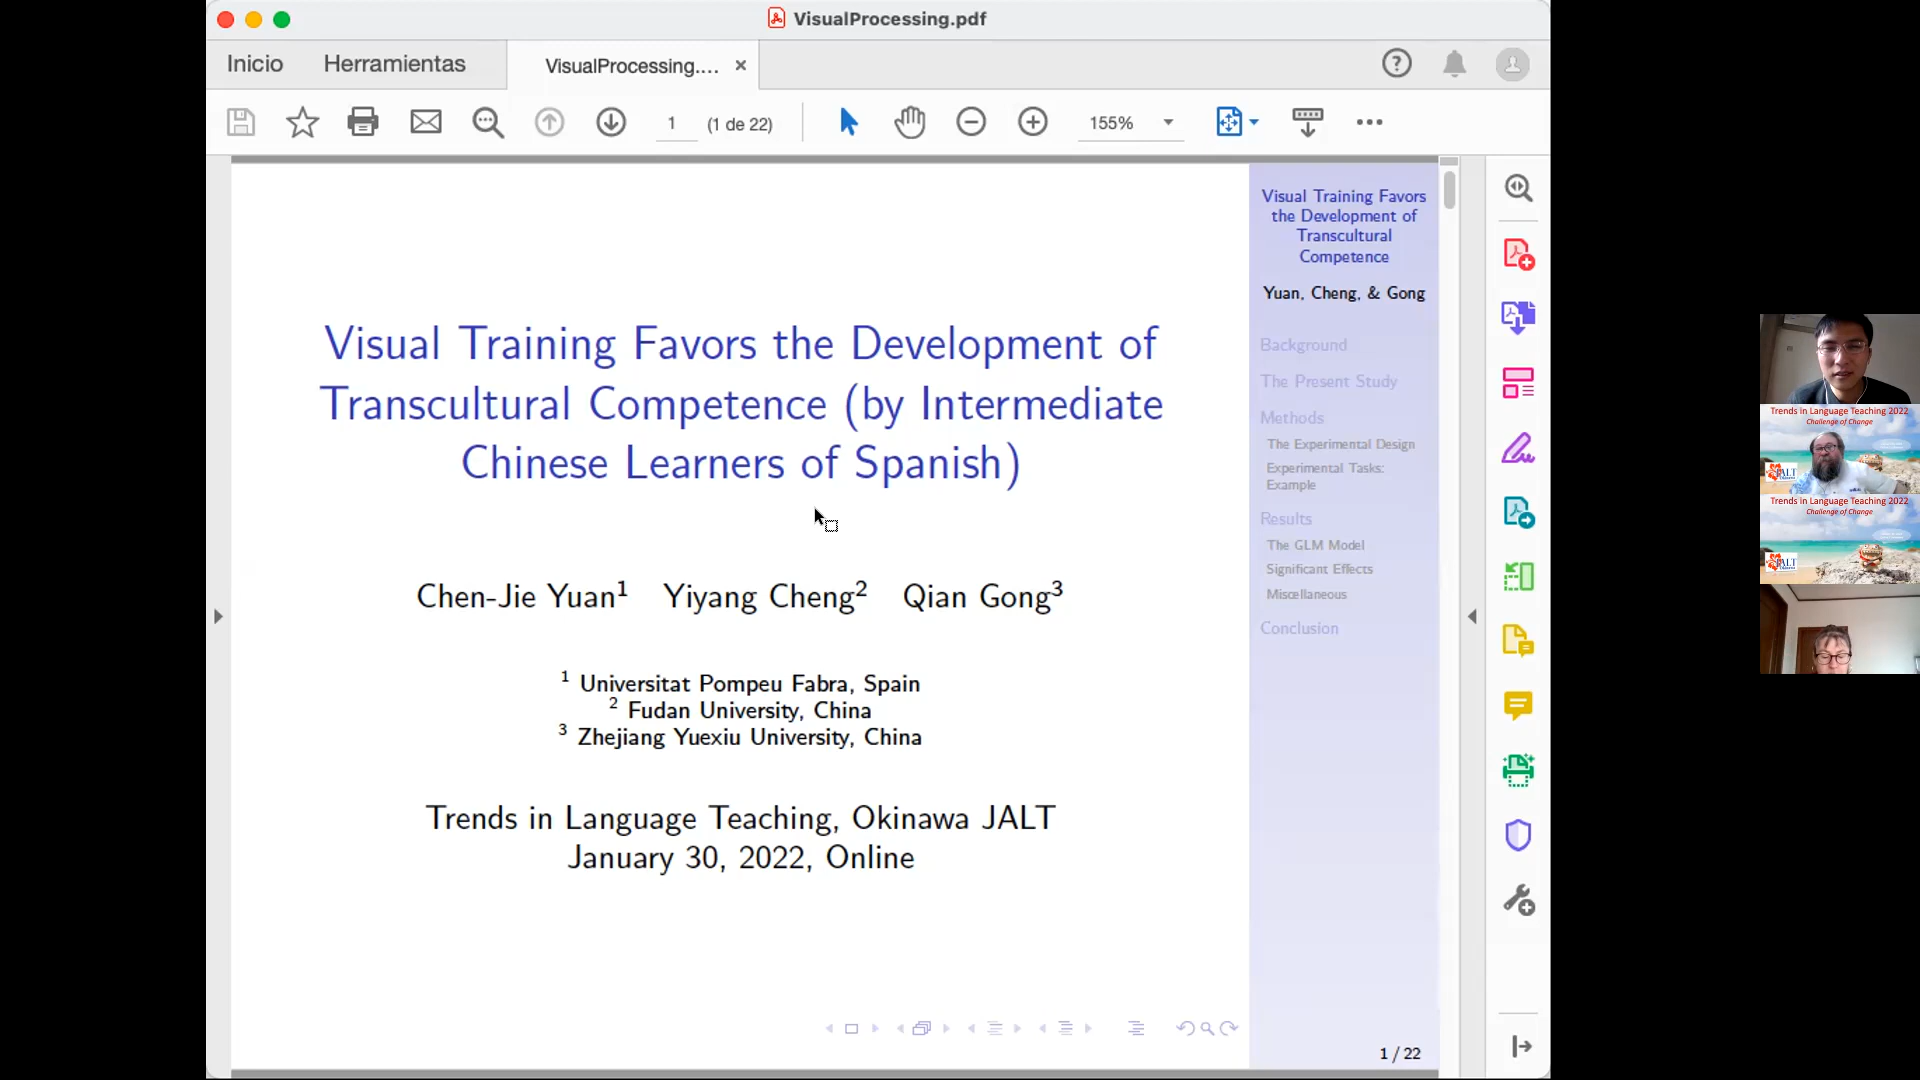 VisualProcessing.pdf
Inicio
Herramientas
VisualProcessing....
1
(1 de 22)
155%
Visual Training Favors the Development of
Transcultural Competence (by Intermediate
Chinese Learners of Spanish)
Chen-Jie Yuan1 Yiyang Cheng2 Qian Gong3
1 Universitat Pompeu Fabra, Spain
2 Fudan University, China
3 Zhejiang Yuexiu University, China
Trends in Language Teaching, Okinawa JALT
January 30, 2022, Online
Visual Training Favors
the Development of
Transcultural
Competence
Yuan, Cheng, & Gong
Background
The Present Study
Methods
The Experimental Design
Experimental Tasks:
Example
Results
The GLM Model
Significant Effects
Miscellaneous
Conclusion
1 / 22
Trends in Language Teaching 2022
Challenge of Change
Trends in Language Teaching 2022
Challenge of Change
JALT